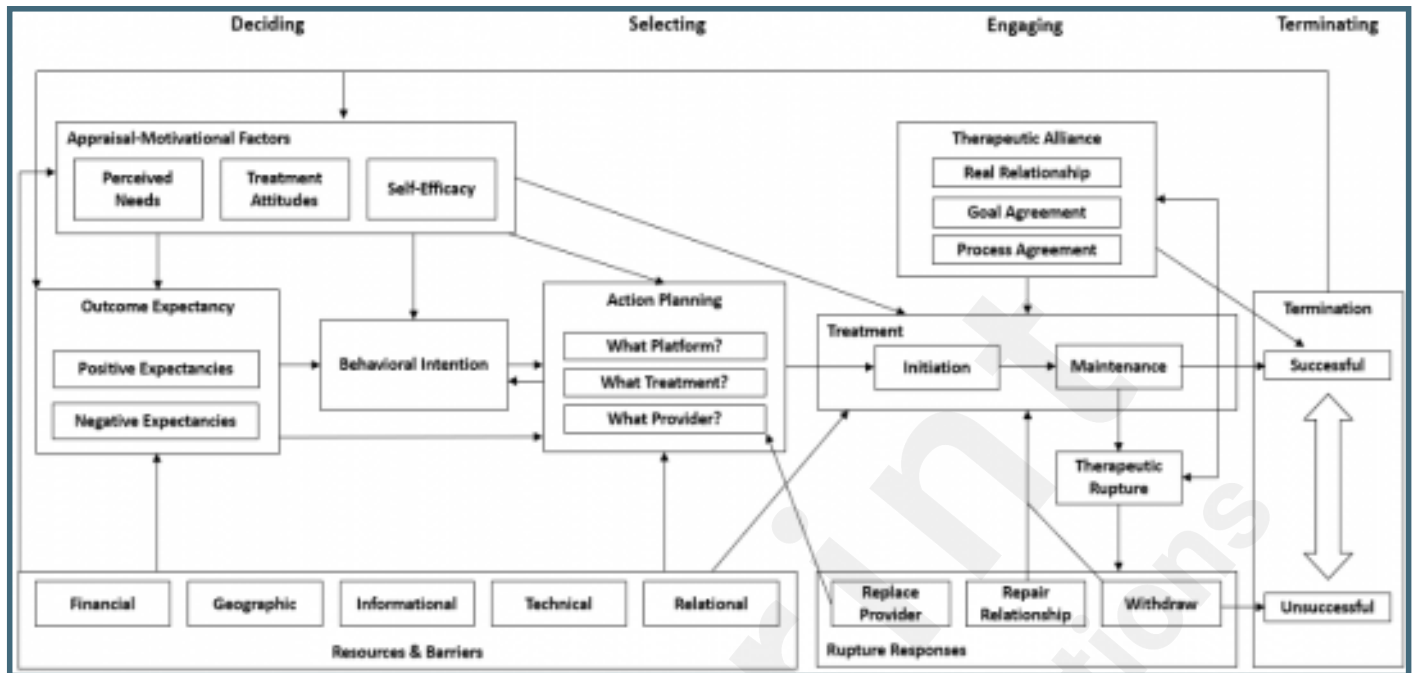 Deciding
Selecting
Engaging
Terminating
Appraisal-Motivational Factors
Perceived
Needs
Treatment
Attitudes
Self-Efficacy
Outcome Expectancy
Positive Expectancies
Negative Expectancies
Behavioral Intention
Action Planning
What Platform?
What Treatment?
What Provider?
Therapeutic Alliance
Real Relationship
Goal Agreement
Process Agreement
Treatment
Initiation
Maintenance
Therapeutic
Rupture
Termination
Successful
Unsuccessful
Financial
Geographic
Informational
Technical
Relational
Resources & Barriers
Replace
Provider
Repair
Relationship
Withdraw
Rupture Responses